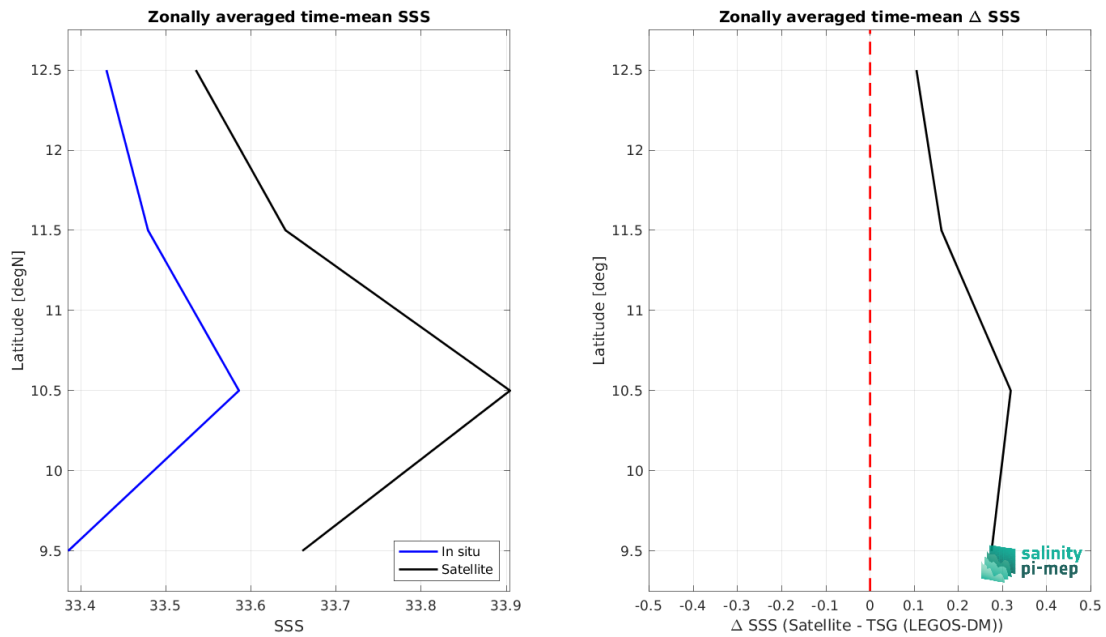 Zonally averaged time-mean SSS
12.5
12
11.5
11
10.5
10
9.5
Latitude [degN]
In situ
Satellite
33.4 33.5 33.6 33.7 33.8 33.9
SSS
Zonally averaged time-mean Δ SSS
12.5
12
11.5
11
10.5
10
9.5
Latitude [deg]
salinity
pi-mep
-0.5 -0.4 -0.3 -0.2 -0.1 0 0.1 0.2 0.3 0.4 0.5
Δ SSS (Satellite - TSG (LEGOS-DM))